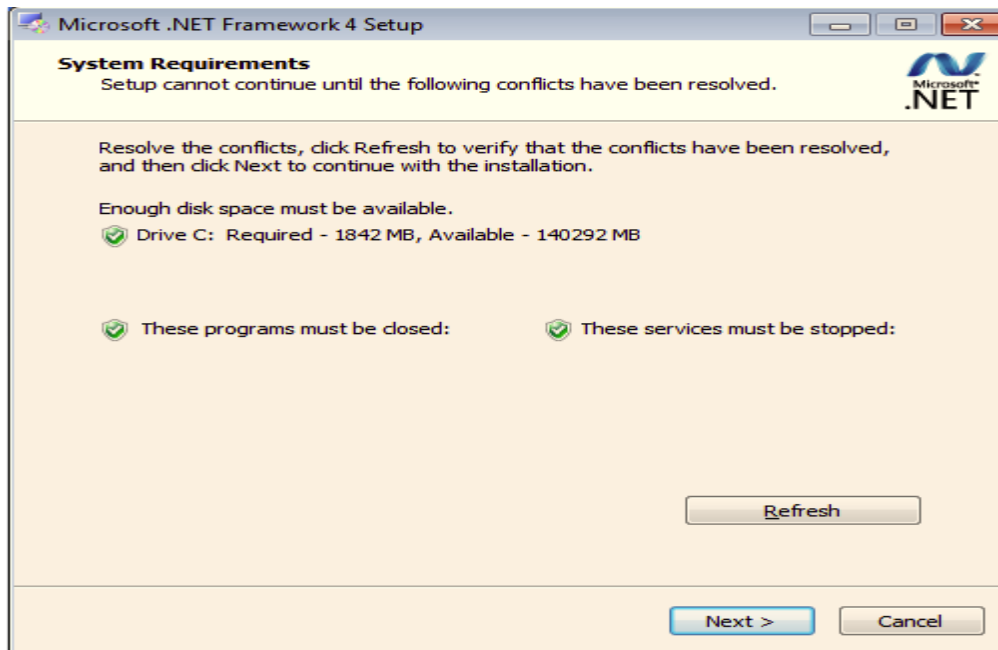 Microsoft .NET Framework 4 Setup
System Requirements
Setup cannot continue until the following conflicts have been resolved.
Microsoft
.NET
Resolve the conflicts, click Refresh to verify that the conflicts have been resolved,
and then click Next to continue with the installation.
Enough disk space must be available.
Drive C: Required - 1842 MB, Available - 140292 MB
These programs must be closed:
These services must be stopped:
Refresh
Next >
Cancel